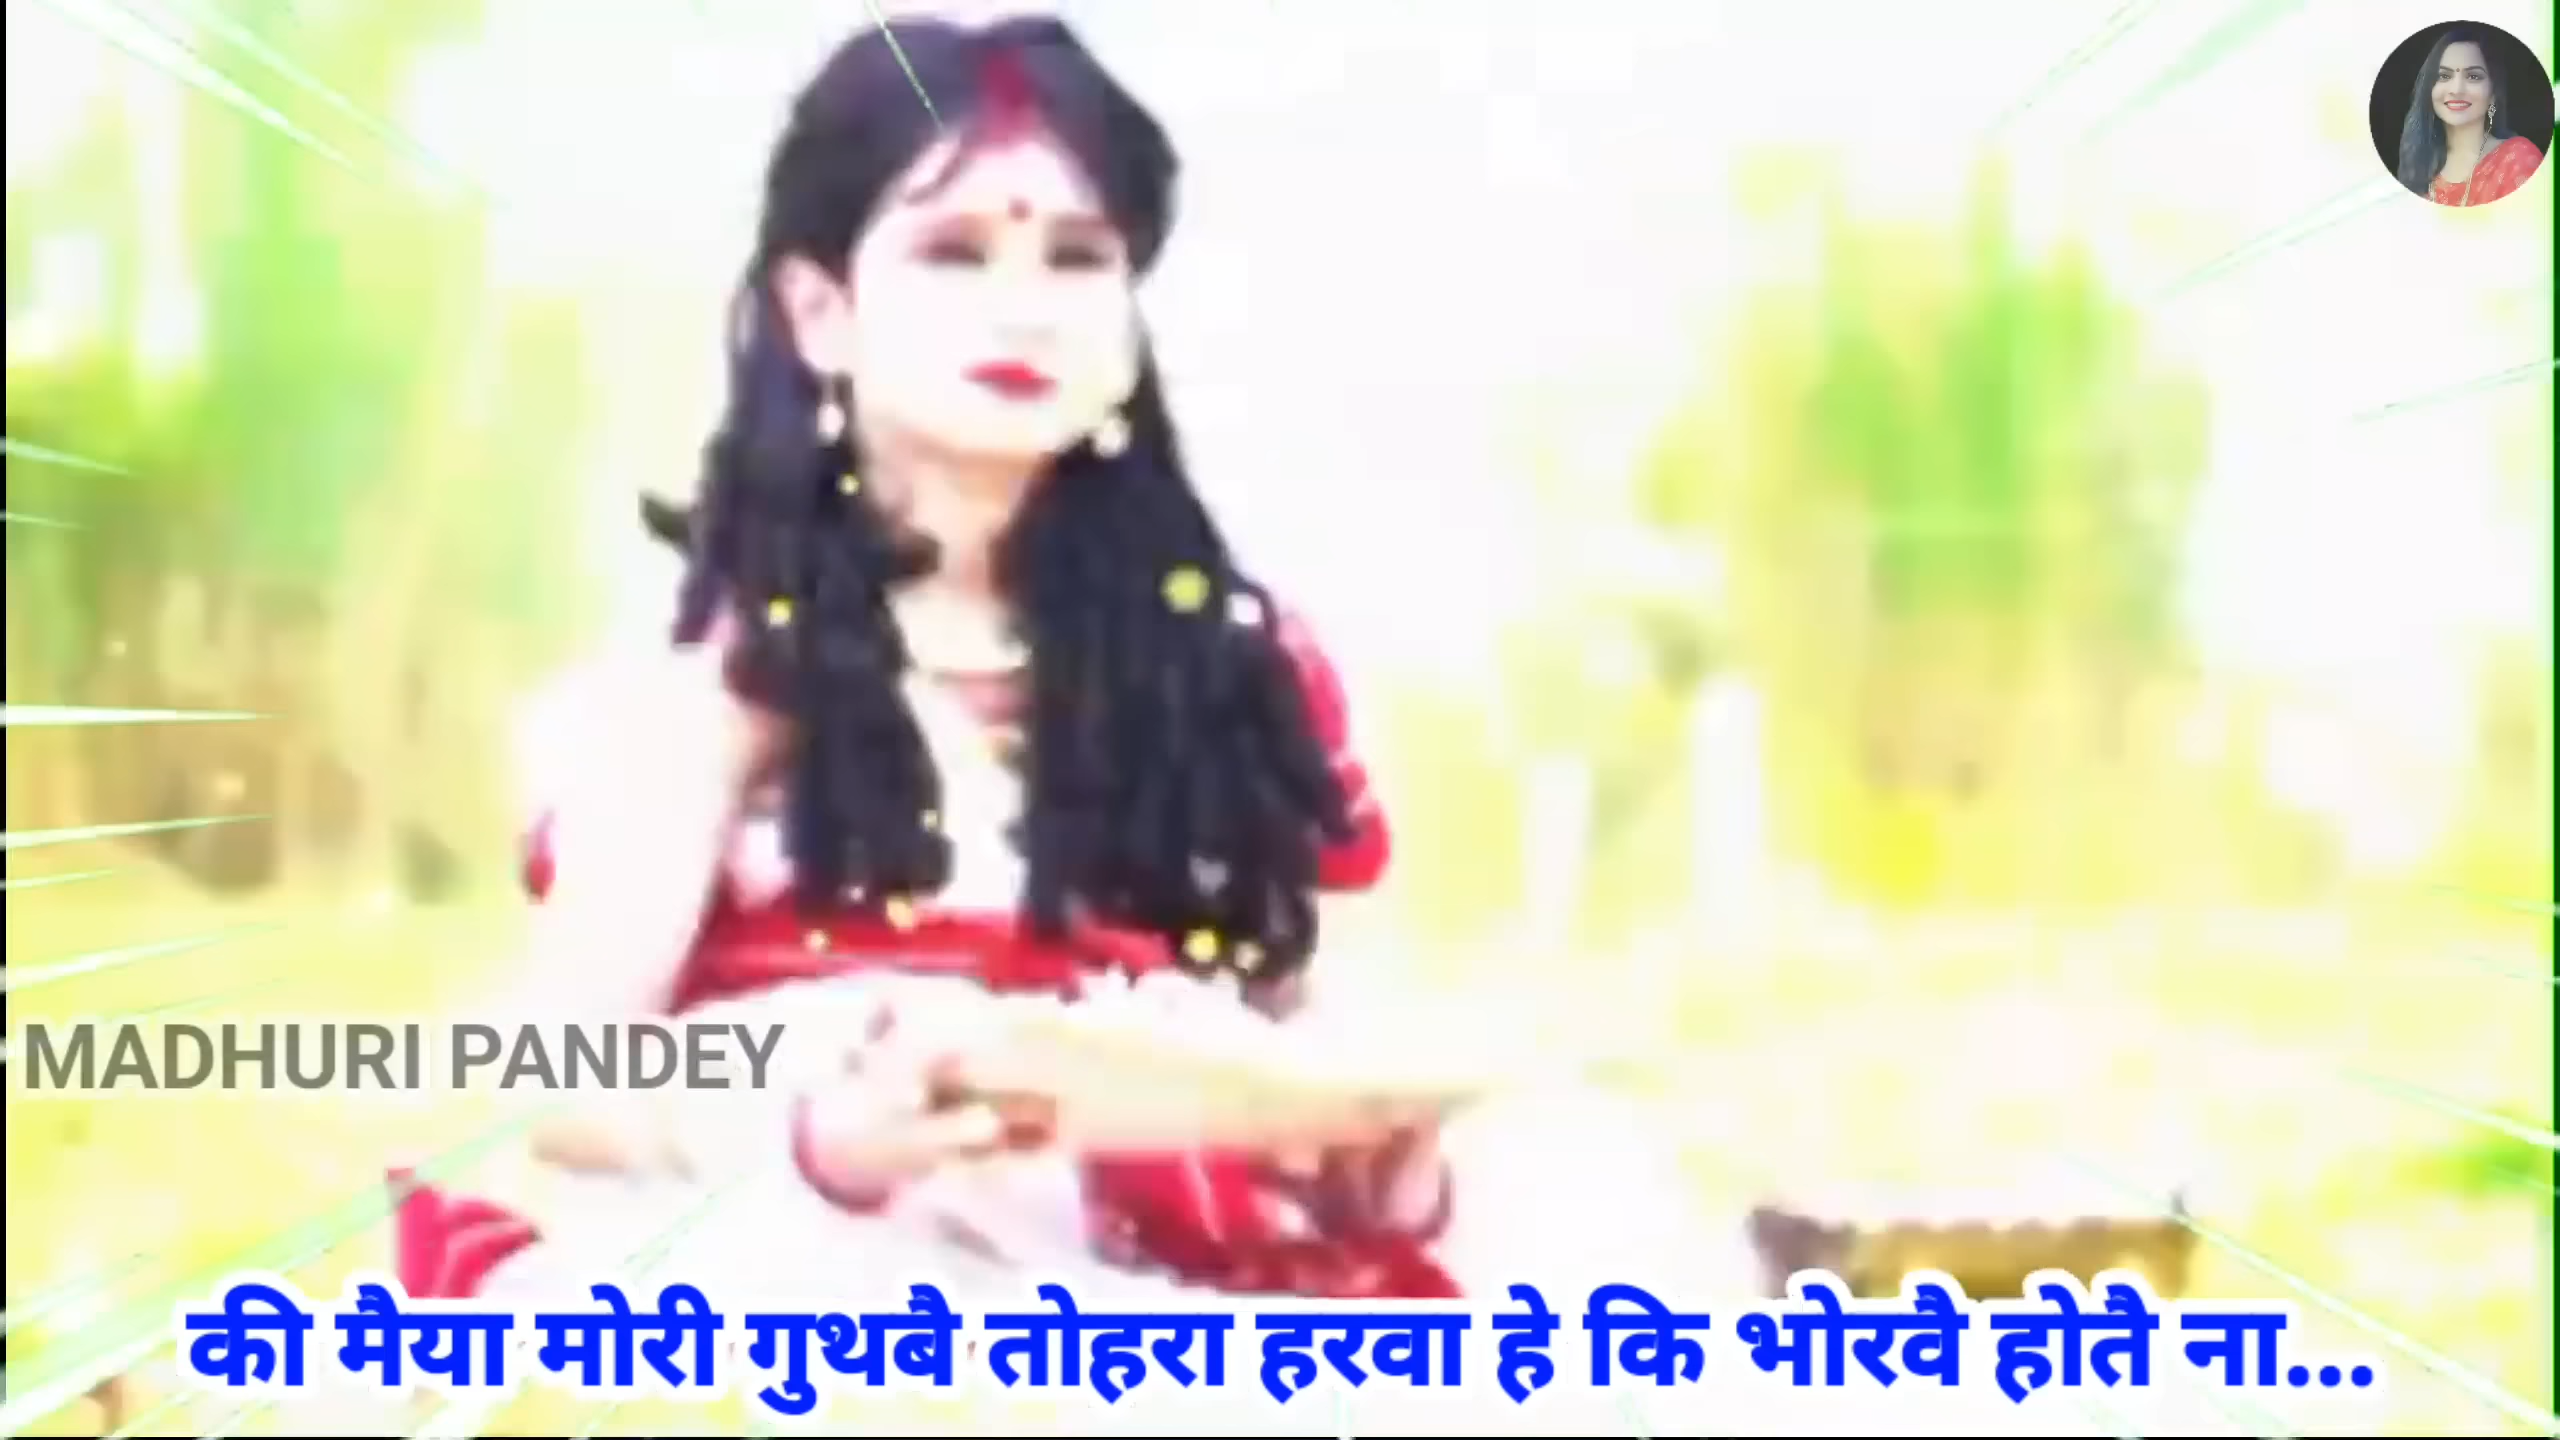 MADHURI PANDEY
की मैया मोरी गुथबै तोहरा हरवा हे कि भोरवै होतै ना...